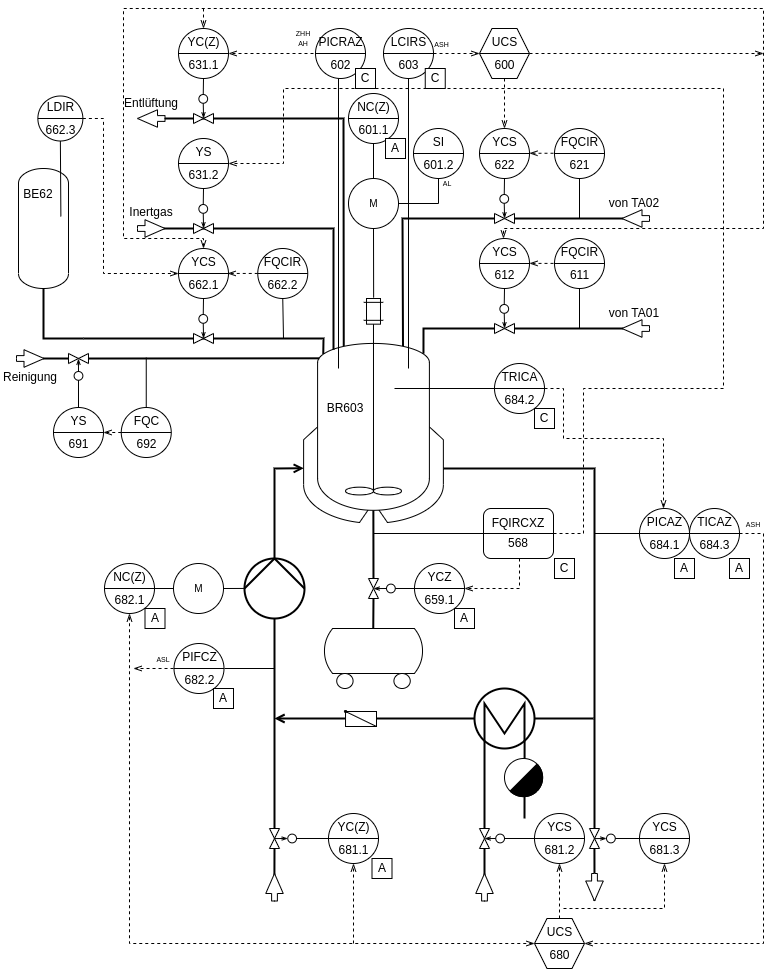 YC(Z)
631.1
ZHH
AH
PICRAZ
602
C
LCIRS
603
C
ASH
UCS
600
Entlüftung
LDIR
662.3
NC(Z)
601.1
A
SI
601.2
AL
YCS
622
FQCIR
621
YS
631.2
BE62
M
Inertgas
von TA02
YCS
662.1
FQCIR
662.2
YCS
612
FQCIR
611
von TA01
Reinigung
TRICA
684.2
C
BR603
YS
691
FQC
692
FQIRCXZ
568
C
PICAZ
684.1
A
TICAZ
684.3
A
ASH
NC(Z)
682.1
A
M
YCZ
659.1
A
ASL
PIFCZ
682.2
A
YC(Z)
681.1
A
YCS
681.2
YCS
681.3
UCS
680